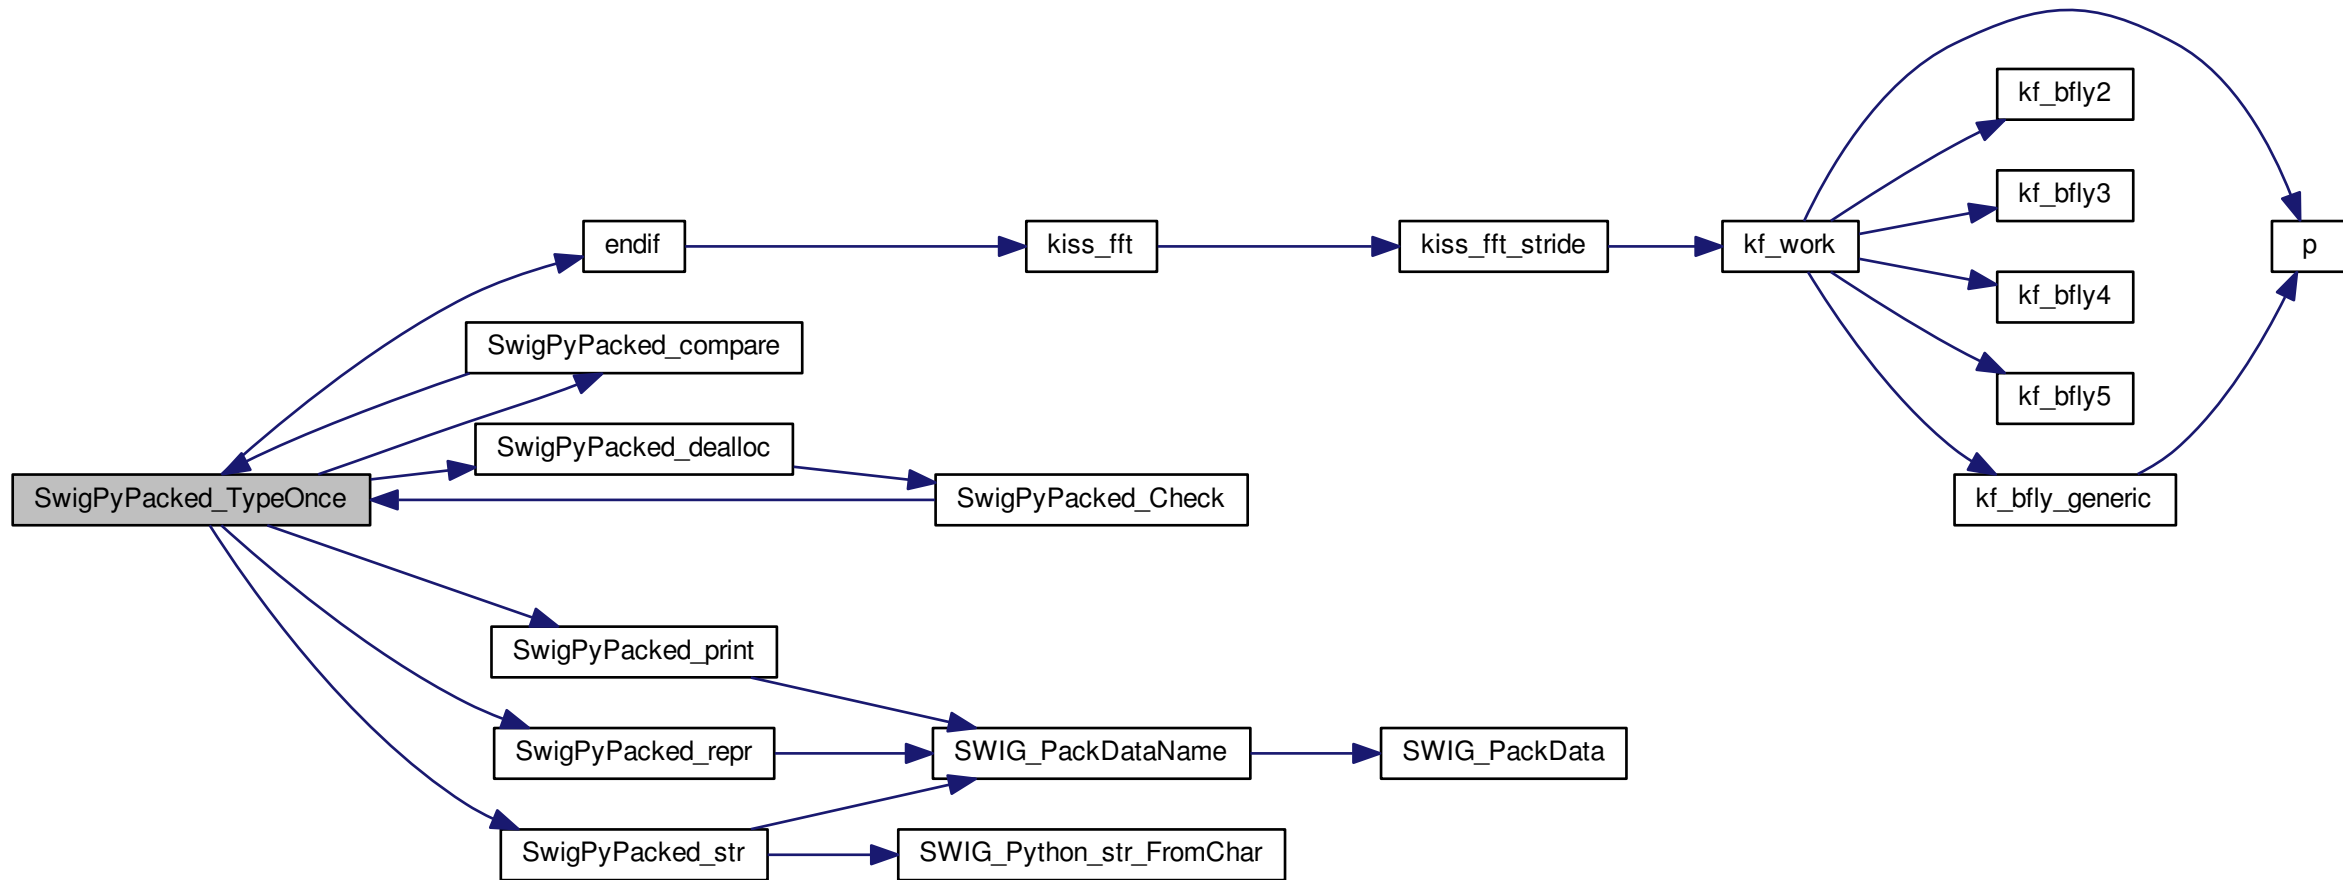 kf_bfly2
kf_bfly3
endif
kiss_fft
kiss_fft_stride
kf_work
p
kf_bfly4
SwigPyPacked_compare
kf_bfly5
SwigPyPacked_dealloc
SwigPyPacked_TypeOnce
SwigPyPacked_Check
kf_bfly_generic
SwigPyPacked_print
SwigPyPacked_repr
SWIG_PackDataName
SWIG_PackData
SwigPyPacked_str
SWIG_Python_str_FromChar